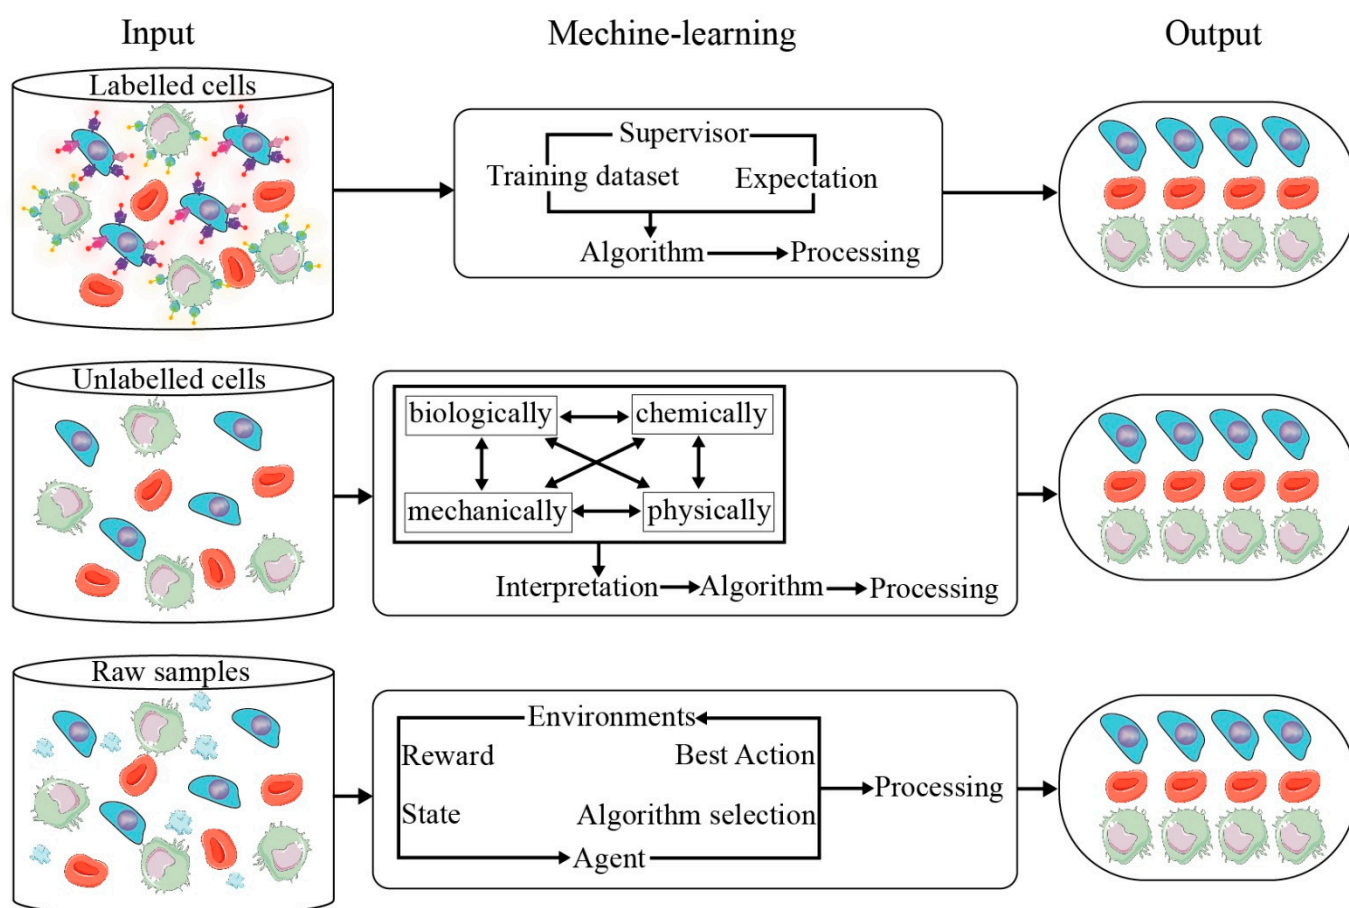 Input
Mechine-learning
Output
Labelled cells
Supervisor
Training dataset
Expectation
Algorithm
Processing
Unlabelled cells
biologically
chemically
mechanically
physically
Interpretation
Algorithm
Processing
Raw samples
Environments
Reward
Best Action
State
Algorithm selection
Processing
Agent